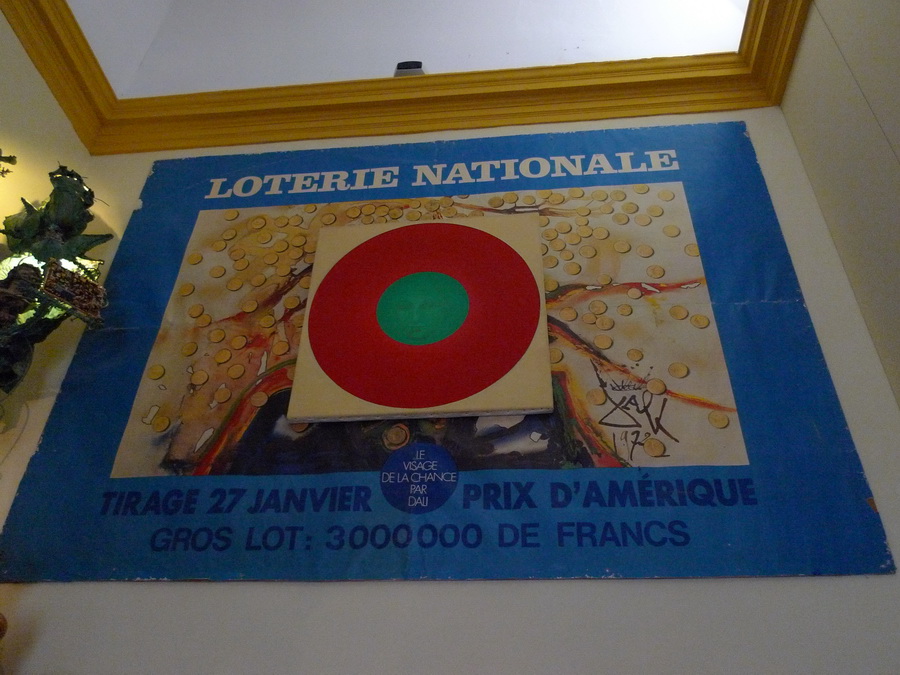 LOTERIE NATIONALE
Dalí
LE
VISAGE
DE LA CHANCE
PAR
DALI
TIRAGE 27 JANVIER PRIX D'AMÉRIQUE
GROS LOT: 3000000 DE FRANCS